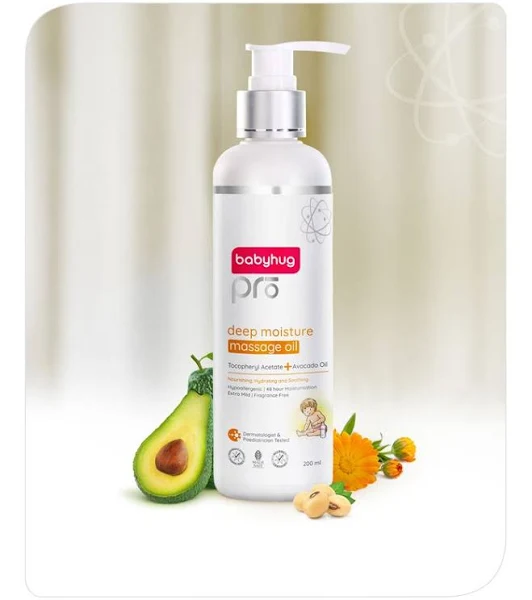 babyhug
pro
deep moisture
massage oil
Tocopheryl Acetate + Avocado Oil
Nourishing Hydrating and Soothing
Hypoallergenic | 48 hour Moisturisation
Extra Mild | Fragrance Free
Dermatologist &
Paediatrician Tested
200 ml